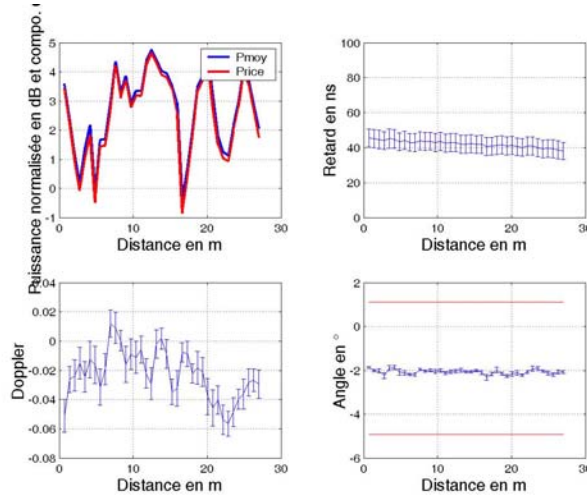 Puissance normalisée en dB et compo.
5
4
3
2
1
0
-1
Pmoy
Price
0 10 20 30
Distance en m
Retard en ns
100
80
60
40
20
0
0 10 20 30
Distance en m
Doppler
0.04
0.02
0
-0.02
-0.04
-0.06
-0.08
0 10 20 30
Distance en m
Angle en °
2
0
-2
-4
-6
0 10 20 30
Distance en m